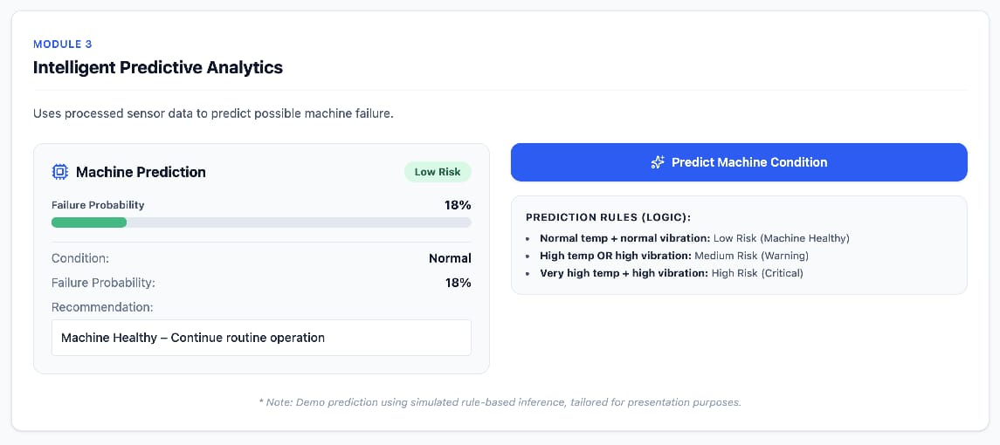 MODULE 3
Intelligent Predictive Analytics
Uses processed sensor data to predict possible machine failure.
Machine Prediction
Low Risk
Failure Probability
18%
Condition:
Normal
Failure Probability:
18%
Recommendation:
Machine Healthy – Continue routine operation
Predict Machine Condition
PREDICTION RULES (LOGIC):
• Normal temp + normal vibration: Low Risk (Machine Healthy)
• High temp OR high vibration: Medium Risk (Warning)
• Very high temp + high vibration: High Risk (Critical)
* Note: Demo prediction using simulated rule-based inference, tailored for presentation purposes.